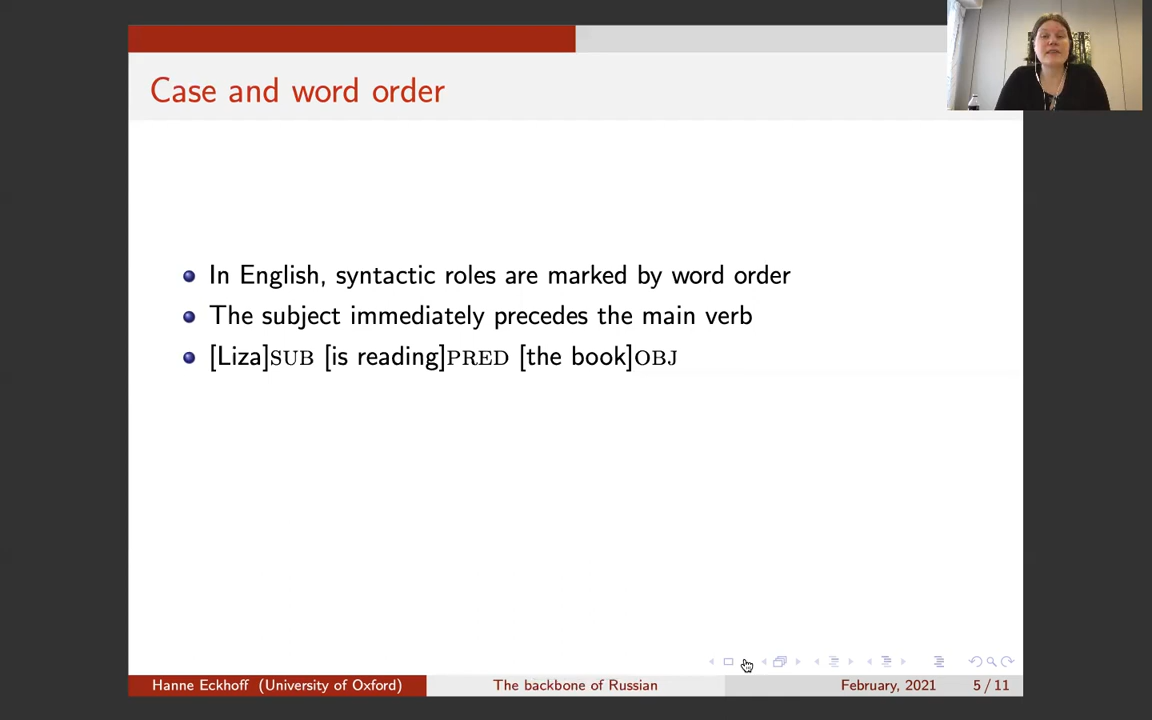 Case and word order
In English, syntactic roles are marked by word order
The subject immediately precedes the main verb
[Liza]SUB [is reading]PRED [the book]OBJ
Hanne Eckhoff (University of Oxford) The backbone of Russian February, 2021 5 / 11